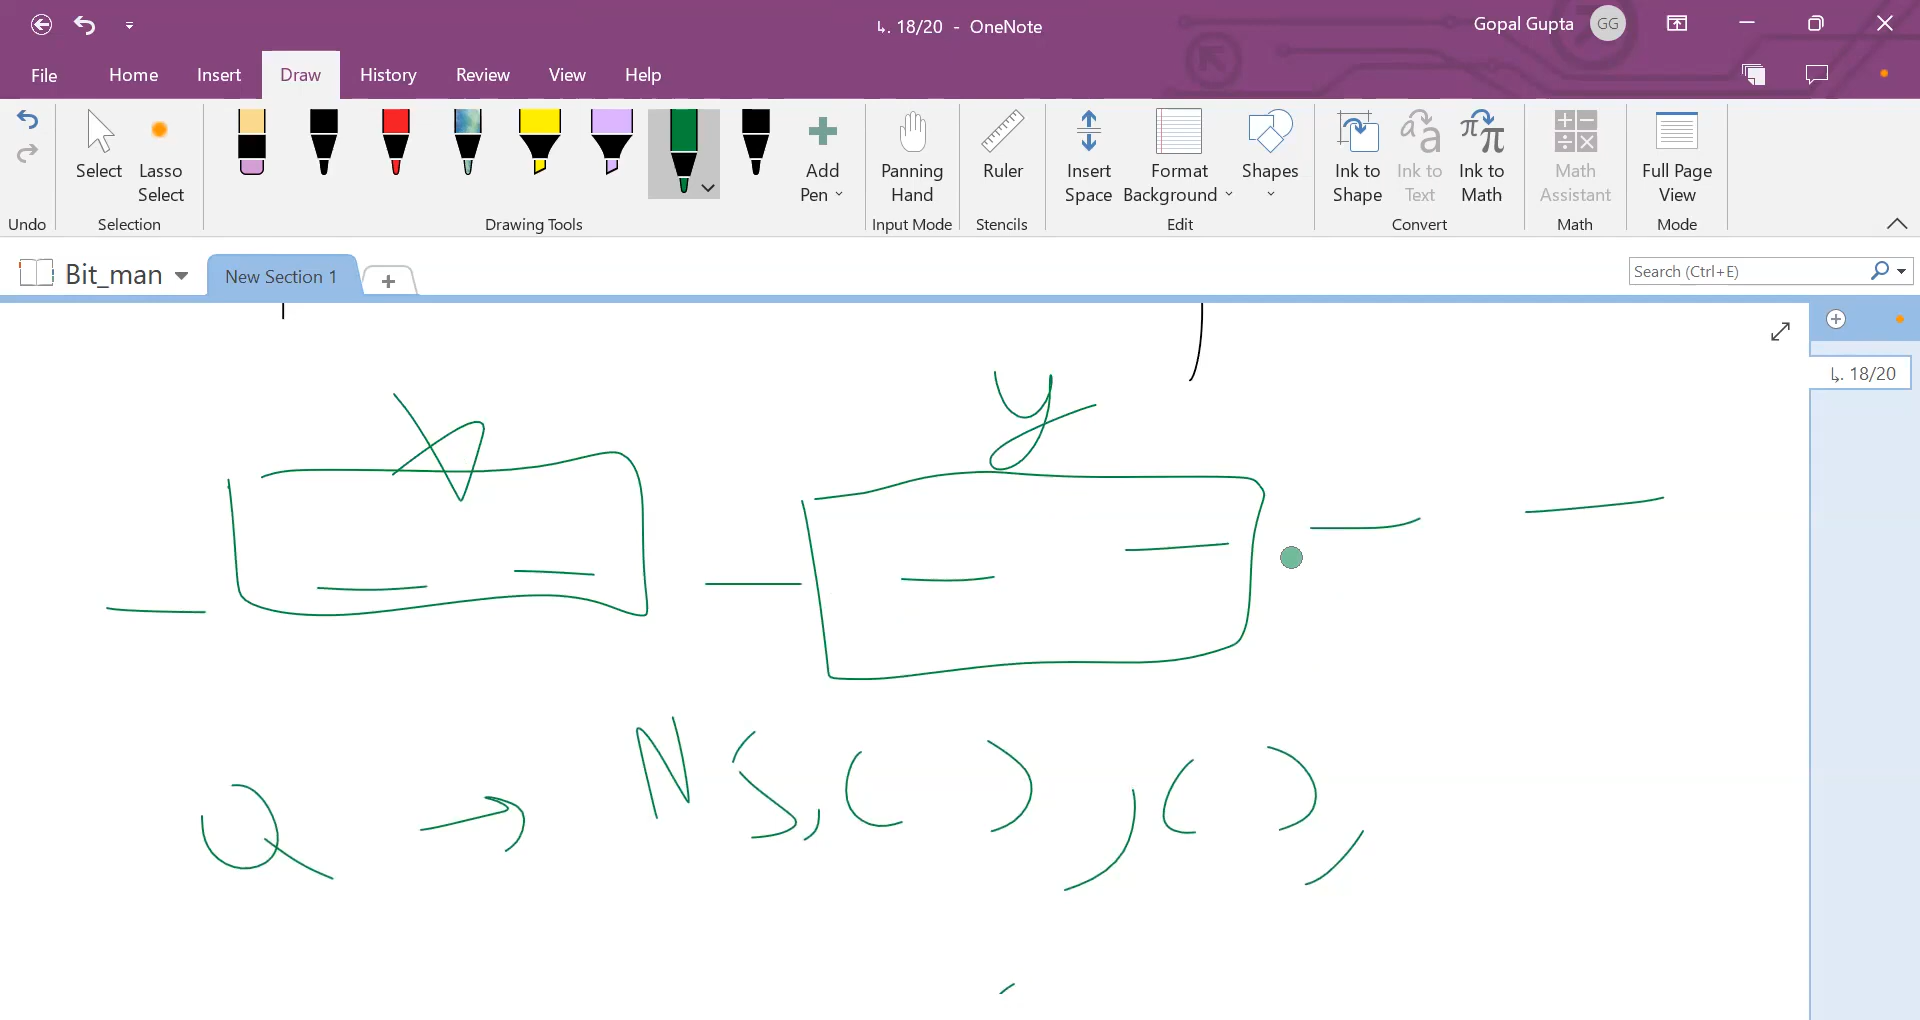 ↳. 18/20 - OneNote
Gopal Gupta
GG
File Home Insert Draw History Review View Help
Select
Lasso Select
Add Pen
Panning Hand
Ruler
Insert Space
Format Background
Shapes
Ink to Shape
Ink to Text
Ink to Math
Math Assistant
Full Page View
Undo Selection Drawing Tools Input Mode Stencils Edit Convert Math Mode
Bit_man
New Section 1
Search (Ctrl+E)
↳. 18/20
x y
Q → N S, ( ) , ( ) ,